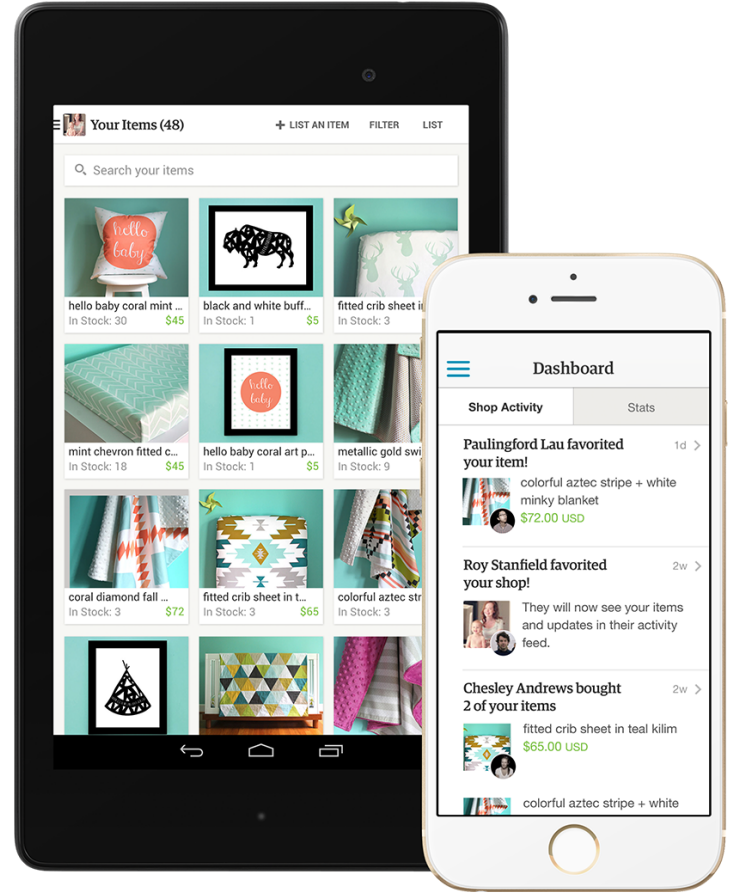 Your Items (48)
+ LIST AN ITEM
FILTER
LIST
Search your items
hello baby
hello baby coral mint ...
In Stock: 30
$45
black and white buff...
In Stock: 1
$5
fitted crib sheet i
In Stock: 3
mint chevron fitted c...
In Stock: 18
$45
hello baby
hello baby coral art p...
In Stock: 1
$5
metallic gold swi
In Stock: 9
coral diamond fall ...
In Stock: 3
$72
fitted crib sheet in t...
In Stock: 3
$65
colorful aztec str
In Stock: 3
Dashboard
Shop Activity
Stats
Paulingford Lau favorited
your item!
1d
colorful aztec stripe + white
minky blanket
$72.00 USD
Roy Stanfield favorited
your shop!
2w
They will now see your items
and updates in their activity
feed.
Chesley Andrews bought
2 of your items
2w
fitted crib sheet in teal kilim
$65.00 USD
colorful aztec stripe + white